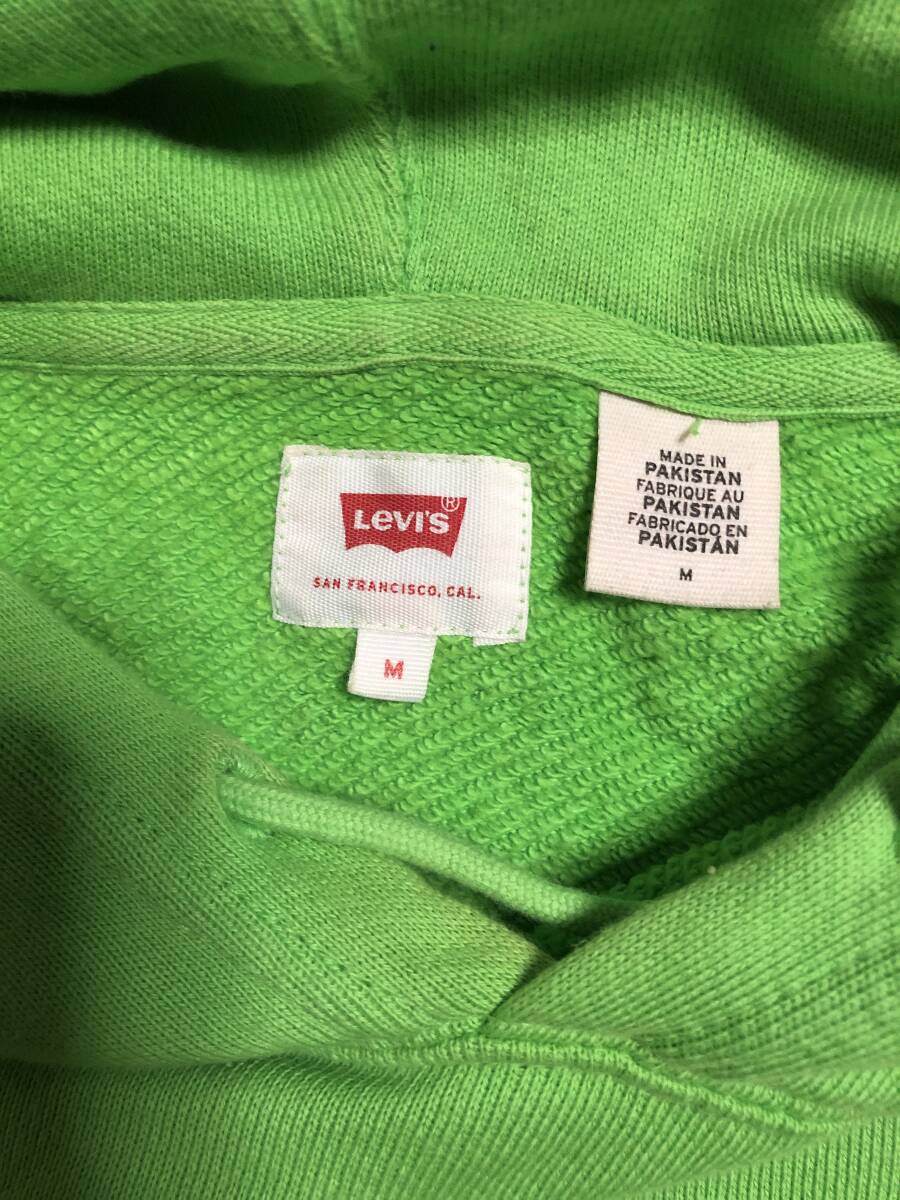 LEVI'S®
SAN FRANCISCO, CAL.
M
MADE IN
PAKISTAN
FABRIQUE AU
PAKISTAN
FABRICADO EN
PAKISTÁN
M